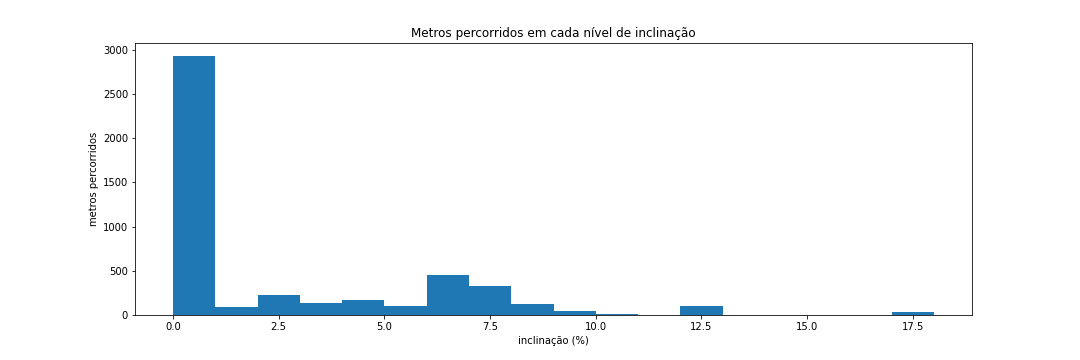 Metros percorridos em cada nível de inclinação
3000
2500
2000
1500
1000
500
0
metros percorridos
0.0 2.5 5.0 7.5 10.0 12.5 15.0 17.5
inclinação (%)